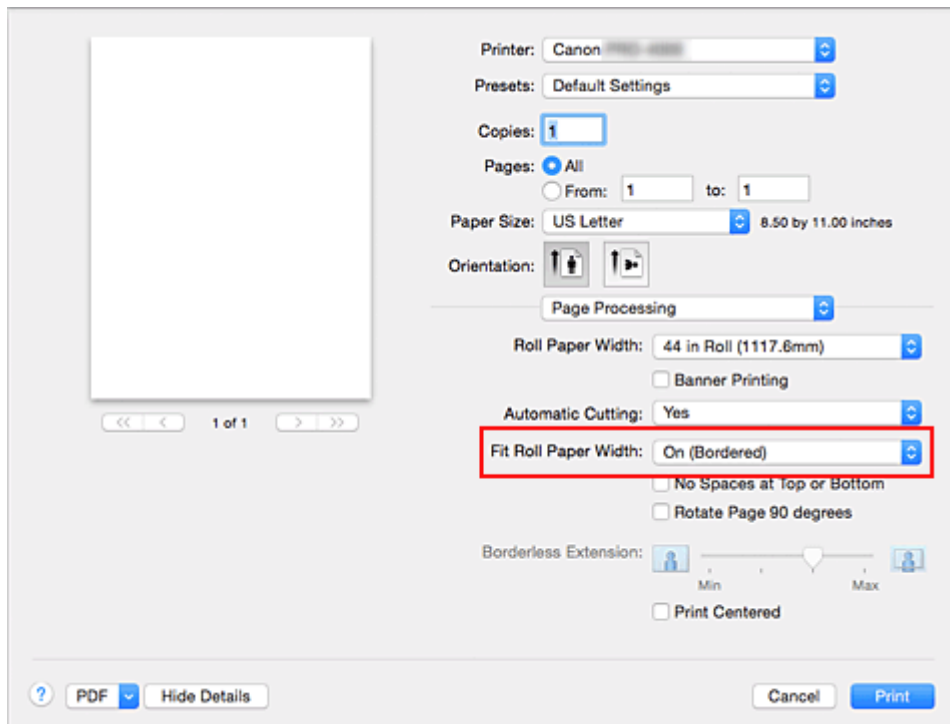 Printer: Canon
Presets: Default Settings
Copies: 1
Pages: All
From: 1 to: 1
Paper Size: US Letter 8.50 by 11.00 inches
Orientation:
Page Processing
Roll Paper Width: 44 in Roll (1117.6mm)
Banner Printing
1 of 1
Automatic Cutting: Yes
Fit Roll Paper Width: On (Bordered)
No Spaces at Top or Bottom
Rotate Page 90 degrees
Borderless Extension:
Min Max
Print Centered
? PDF Hide Details Cancel Print